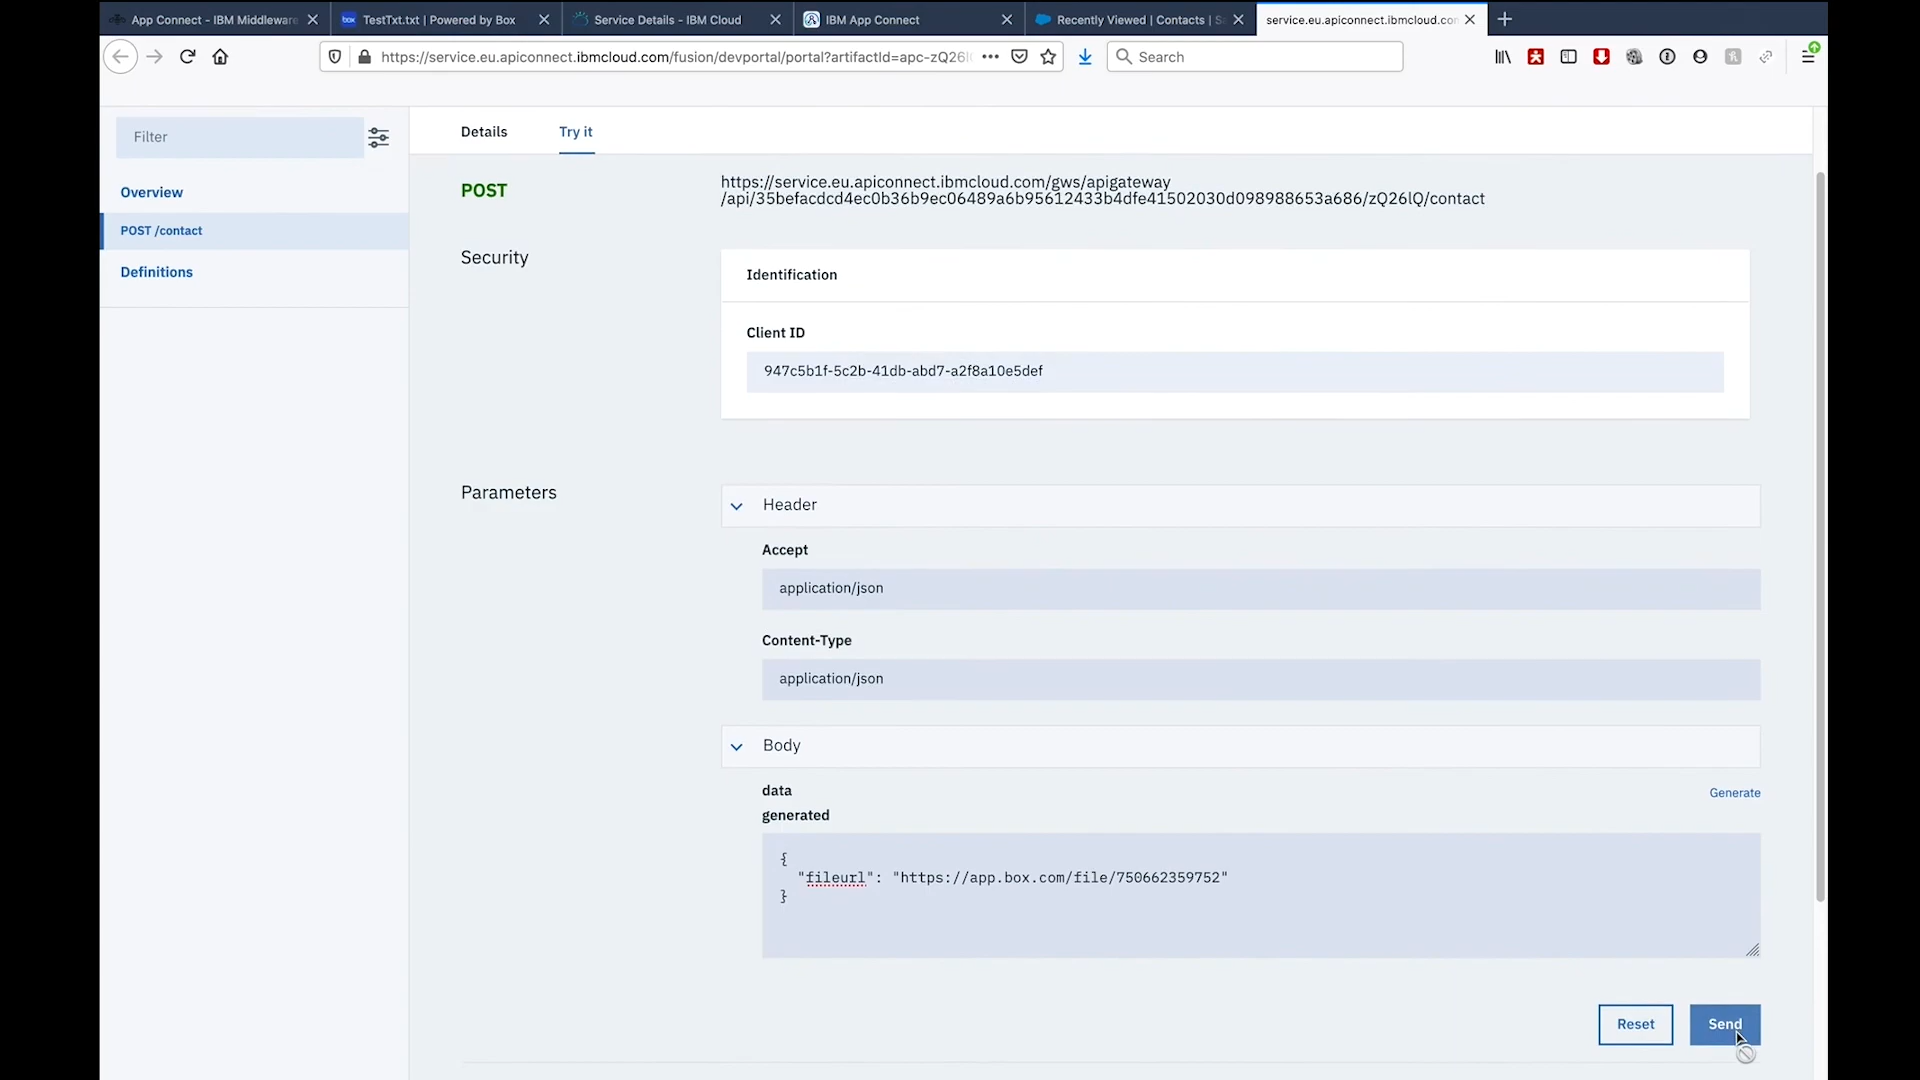 App Connect - IBM Middleware
box TestTxt.txt | Powered by Box
Service Details - IBM Cloud
IBM App Connect
Recently Viewed | Contacts | S
service.eu.apiconnect.ibmcloud.co
https://service.eu.apiconnect.ibmcloud.com/fusion/devportal/portal?artifactId=apc-zQ26l
Search
Filter
Details
Try it
Overview
POST /contact
Definitions
POST
https://service.eu.apiconnect.ibmcloud.com/gws/apigateway
/api/35befacdcd4ec0b36b9ec06489a6b95612433b4dfe41502030d098988653a686/zQ26lQ/contact
Security
Identification
Client ID
947c5b1f-5c2b-41db-abd7-a2f8a10e5def
Parameters
Header
Accept
application/json
Content-Type
application/json
Body
data
Generate
generated
{
"fileurl": "https://app.box.com/file/750662359752"
}
Reset
Send